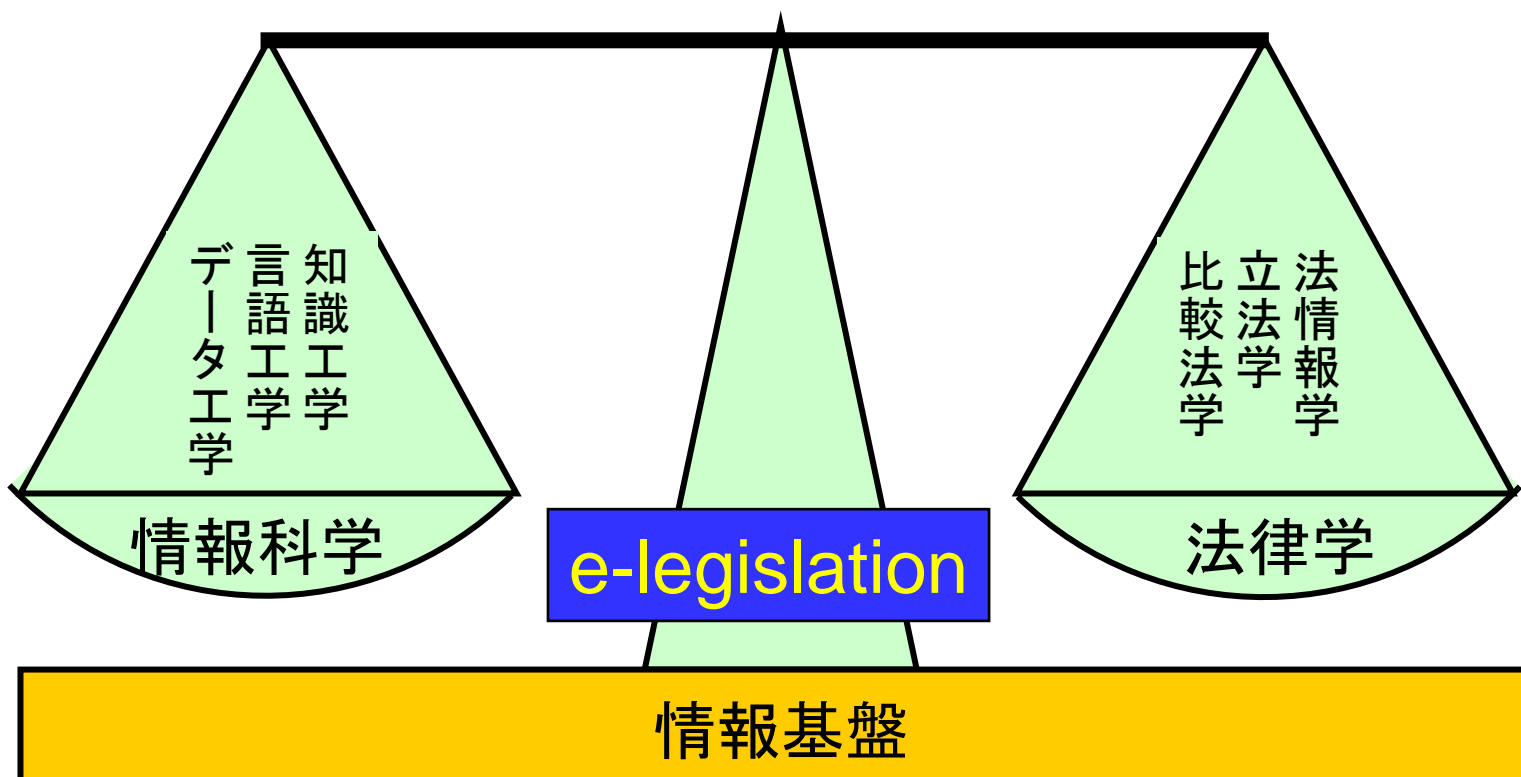 知識工学
言語工学
データ工学
情報科学
法情報学
立法学
比較法学
法律学
e-legislation
情報基盤